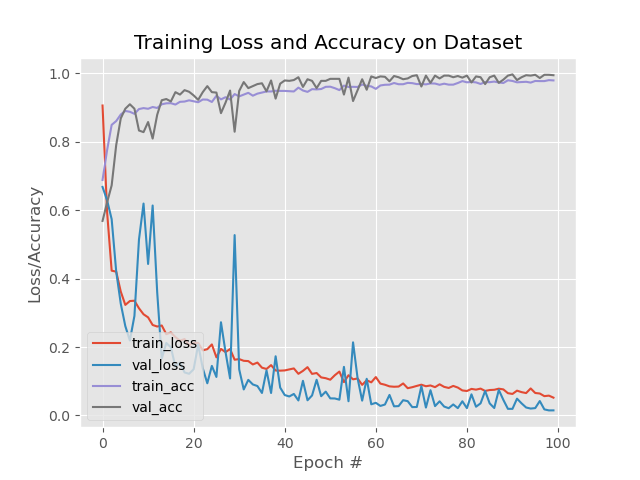 Training Loss and Accuracy on Dataset
Loss/Accuracy
1.0
0.8
0.6
0.4
0.2
0.0
train_loss
val_loss
train_acc
val_acc
0 20 40 60 80 100
Epoch #